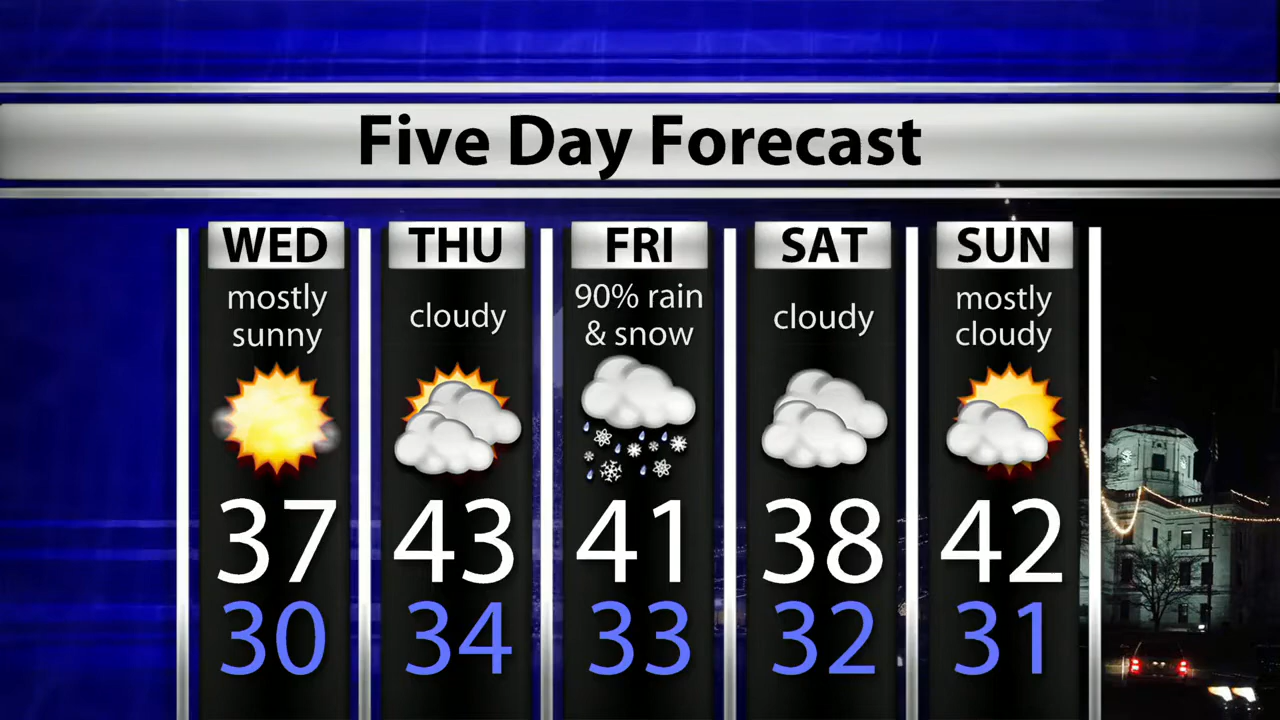 Five Day Forecast
WED
mostly
sunny
37
30
THU
cloudy
43
34
FRI
90% rain
& snow
41
33
SAT
cloudy
38
32
SUN
mostly
cloudy
42
31